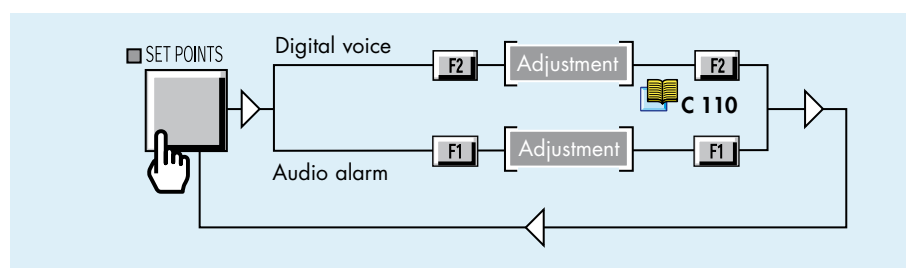 SET POINTS
Digital voice
F2
Adjustment
F2
C 110
F1
Adjustment
F1
Audio alarm